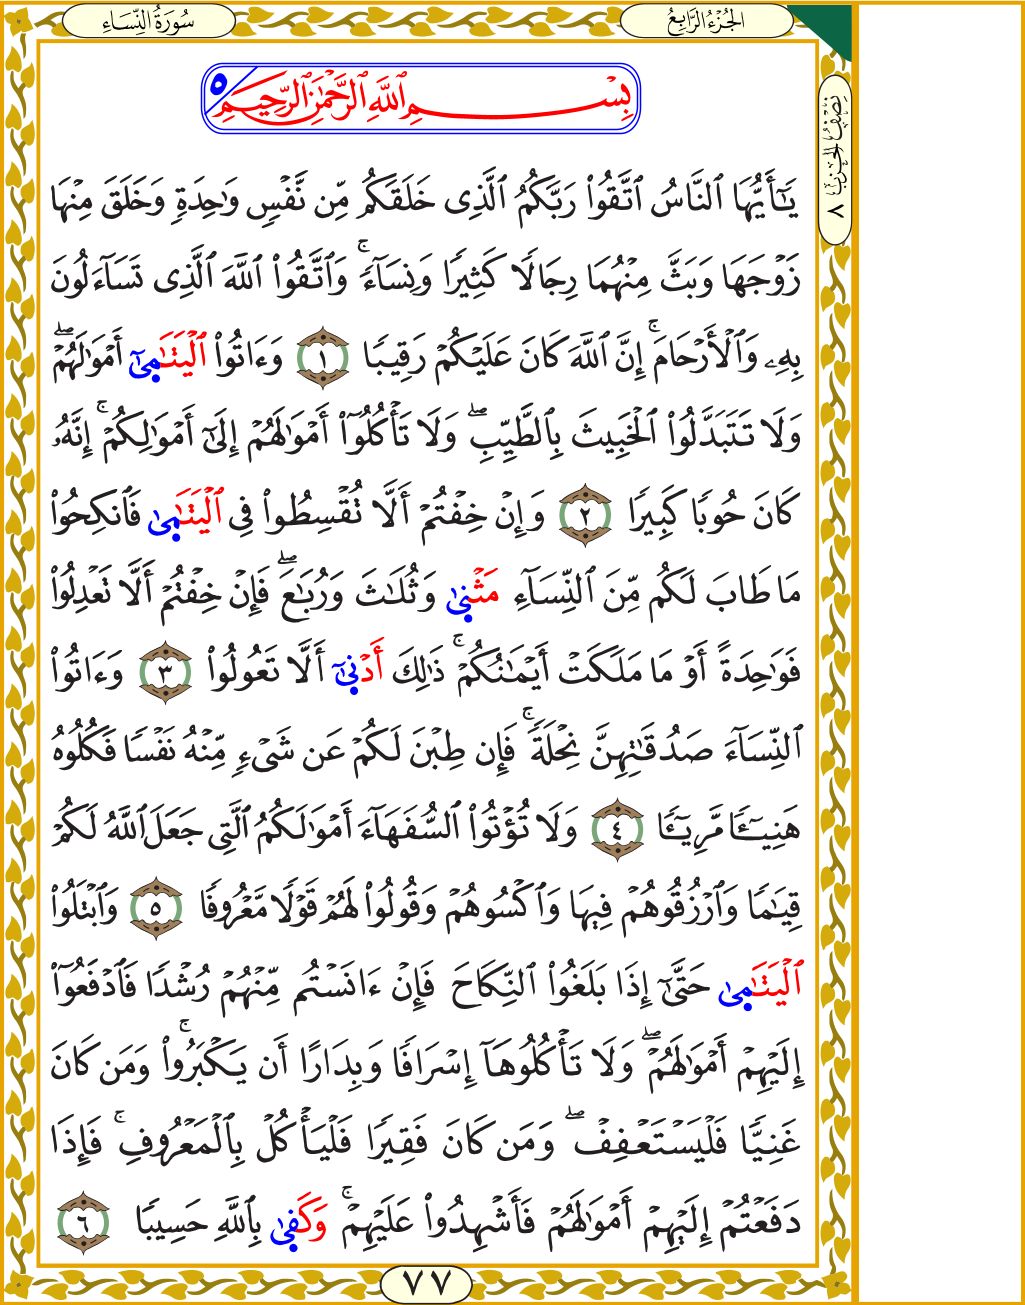 سُورَةُ النِّسَاءِ
الجُزْءُ الرَّابِعُ
نِصْفُ الحِزْبِ ٨
بِسْمِ ٱللَّهِ ٱلرَّحْمَٰنِ ٱلرَّحِيمِ ٥
يَٰٓأَيُّهَا ٱلنَّاسُ ٱتَّقُوا۟ رَبَّكُمُ ٱلَّذِى خَلَقَكُم مِّن نَّفْسٍ وَٰحِدَةٍ وَخَلَقَ مِنْهَا
زَوْجَهَا وَبَثَّ مِنْهُمَا رِجَالًا كَثِيرًا وَنِسَآءً ۚ وَٱتَّقُوا۟ ٱللَّهَ ٱلَّذِى تَسَآءَلُونَ
بِهِۦ وَٱلْأَرْحَامَ ۚ إِنَّ ٱللَّهَ كَانَ عَلَيْكُمْ رَقِيبًا ١ وَءَاتُوا۟ ٱلْيَتَٰمَىٰٓ أَمْوَٰلَهُمْ ۖ
وَلَا تَتَبَدَّلُوا۟ ٱلْخَبِيثَ بِٱلطَّيِّبِ ۖ وَلَا تَأْكُلُوٓا۟ أَمْوَٰلَهُمْ إِلَىٰٓ أَمْوَٰلِكُمْ ۚ إِنَّهُۥ
كَانَ حُوبًا كَبِيرًا ٢ وَإِنْ خِفْتُمْ أَلَّا تُقْسِطُوا۟ فِى ٱلْيَتَٰمَىٰ فَٱنكِحُوا۟
مَا طَابَ لَكُم مِّنَ ٱلنِّسَآءِ مَثْنَىٰ وَثُلَٰثَ وَرُبَٰعَ ۖ فَإِنْ خِفْتُمْ أَلَّا تَعْدِلُوا۟
فَوَٰحِدَةً أَوْ مَا مَلَكَتْ أَيْمَٰنُكُمْ ۚ ذَٰلِكَ أَدْنَىٰٓ أَلَّا تَعُولُوا۟ ٣ وَءَاتُوا۟
ٱلنِّسَآءَ صَدُقَٰتِهِنَّ نِحْلَةً ۚ فَإِن طِبْنَ لَكُمْ عَن شَىْءٍ مِّنْهُ نَفْسًا فَكُلُوهُ
هَنِيٓـًٔا مَّرِيٓـًٔا ٤ وَلَا تُؤْتُوا۟ ٱلسُّفَهَآءَ أَمْوَٰلَكُمُ ٱلَّتِى جَعَلَ ٱللَّهُ لَكُمْ
قِيَٰمًا وَٱرْزُقُوهُمْ فِيهَا وَٱكْسُوهُمْ وَقُولُوا۟ لَهُمْ قَوْلًا مَّعْرُوفًا ٥ وَٱبْتَلُوا۟
ٱلْيَتَٰمَىٰ حَتَّىٰٓ إِذَا بَلَغُوا۟ ٱلنِّكَاحَ فَإِنْ ءَانَسْتُم مِّنْهُمْ رُشْدًا فَٱدْفَعُوٓا۟
إِلَيْهِمْ أَمْوَٰلَهُمْ ۖ وَلَا تَأْكُلُوهَآ إِسْرَافًا وَبِدَارًا أَن يَكْبَرُوا۟ ۚ وَمَن كَانَ
غَنِيًّا فَلْيَسْتَعْفِفْ ۖ وَمَن كَانَ فَقِيرًا فَلْيَأْكُلْ بِٱلْمَعْرُوفِ ۚ فَإِذَا
دَفَعْتُمْ إِلَيْهِمْ أَمْوَٰلَهُمْ فَأَشْهِدُوا۟ عَلَيْهِمْ ۚ وَكَفَىٰ بِٱللَّهِ حَسِيبًا ٦
٧٧